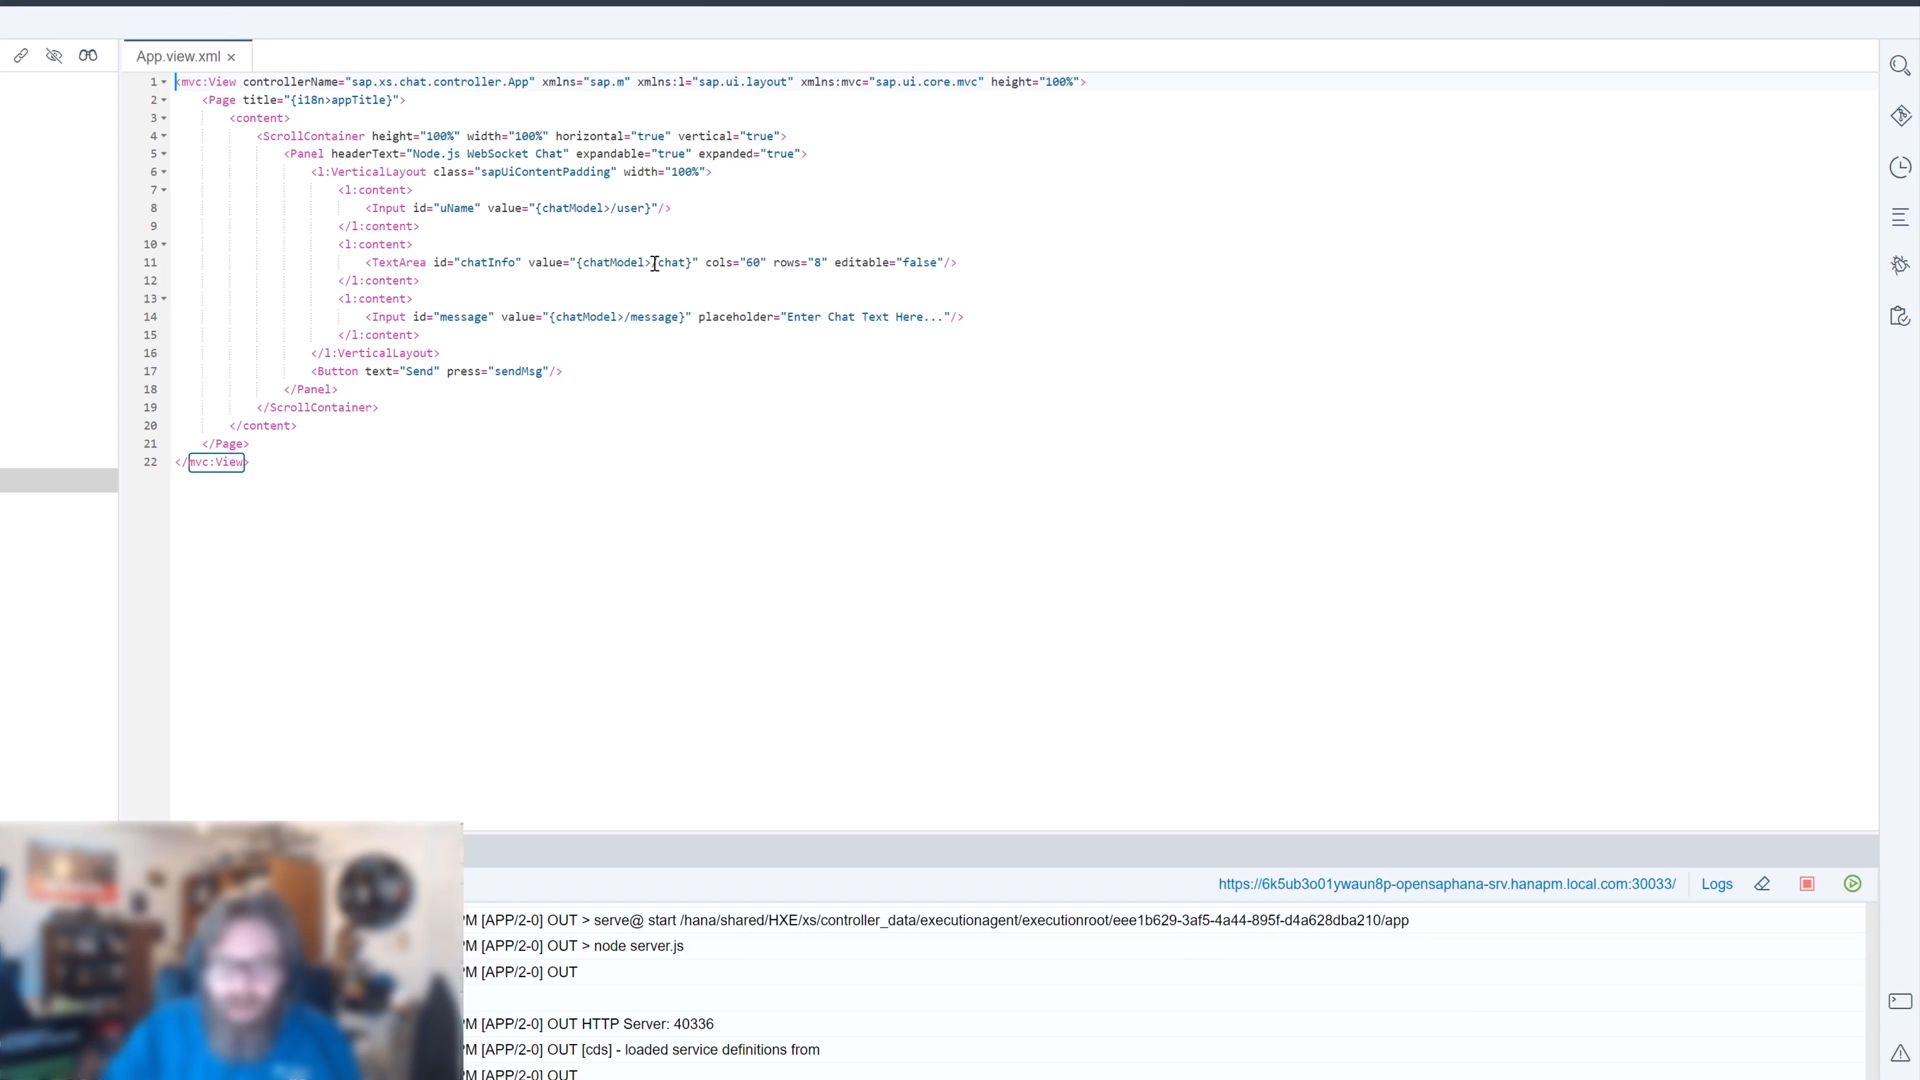 App.view.xml ×
1 <mvc:View controllerName="sap.xs.chat.controller.App" xmlns="sap.m" xmlns:l="sap.ui.layout" xmlns:mvc="sap.ui.core.mvc" height="100%">
2 <Page title="{i18n>appTitle}">
3 <content>
4 <ScrollContainer height="100%" width="100%" horizontal="true" vertical="true">
5 <Panel headerText="Node.js WebSocket Chat" expandable="true" expanded="true">
6 <l:VerticalLayout class="sapUiContentPadding" width="100%">
7 <l:content>
8 <Input id="uName" value="{chatModel>/user}"/>
9 </l:content>
10 <l:content>
11 <TextArea id="chatInfo" value="{chatModel>/chat}" cols="60" rows="8" editable="false"/>
12 </l:content>
13 <l:content>
14 <Input id="message" value="{chatModel>/message}" placeholder="Enter Chat Text Here..."/>
15 </l:content>
16 </l:VerticalLayout>
17 <Button text="Send" press="sendMsg"/>
18 </Panel>
19 </ScrollContainer>
20 </content>
21 </Page>
22 </mvc:View>
https://6k5ub3o01ywaun8p-opensaphana-srv.hanapm.local.com:30033/ Logs
PM [APP/2-0] OUT > serve@ start /hana/shared/HXE/xs/controller_data/executionagent/executionroot/eee1b629-3af5-4a44-895f-d4a628dba210/app
PM [APP/2-0] OUT > node server.js
PM [APP/2-0] OUT
PM [APP/2-0] OUT HTTP Server: 40336
PM [APP/2-0] OUT [cds] - loaded service definitions from
PM [APP/2-0] OUT